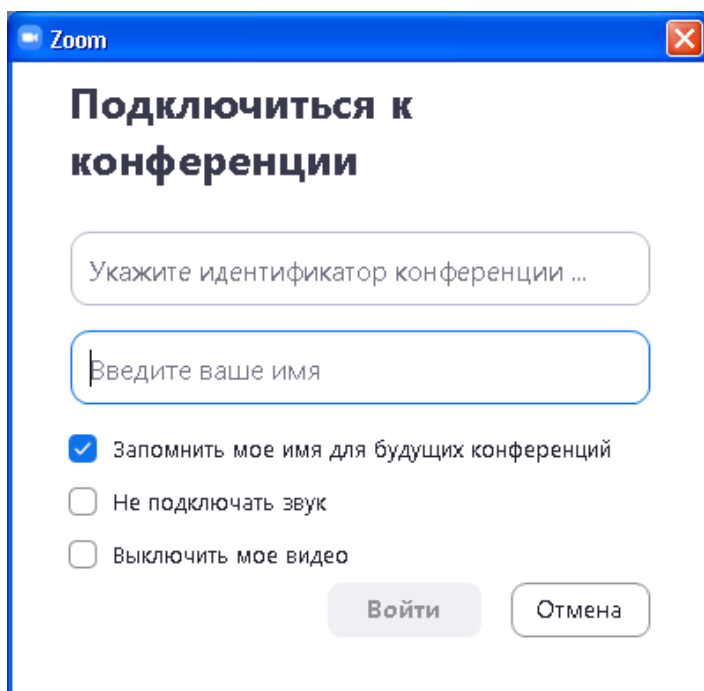 Zoom
Подключиться к
конференции
Укажите идентификатор конференции ...
Введите ваше имя
Запомнить мое имя для будущих конференций
Не подключать звук
Выключить мое видео
Войти Отмена